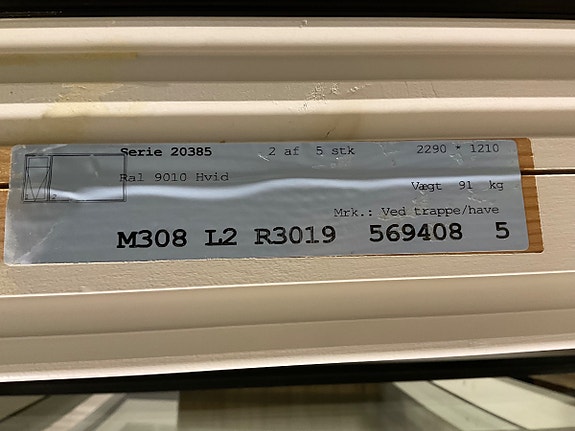 Serie 20385 2 af 5 stk 2290 * 1210
Ral 9010 Hvid
Vægt 91 kg
Mrk.: Ved trappe/have
M308 L2 R3019 569408 5